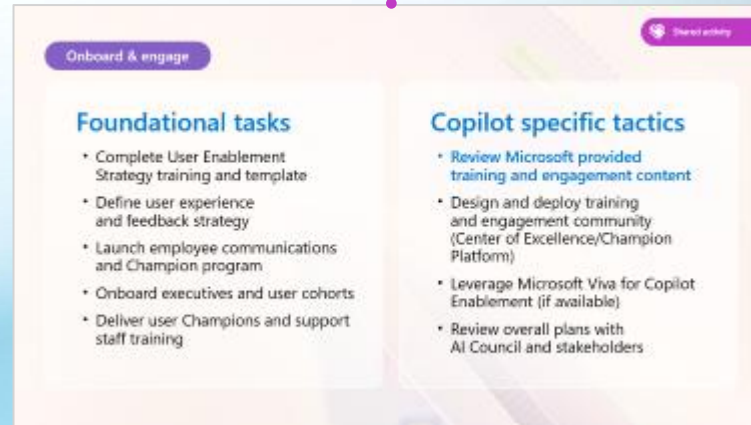 Shared activity
Onboard & engage
Foundational tasks
• Complete User Enablement
Strategy training and template
• Define user experience
and feedback strategy
• Launch employee communications
and Champion program
• Onboard executives and user cohorts
• Deliver user Champions and support
staff training
Copilot specific tactics
• Review Microsoft provided
training and engagement content
• Design and deploy training
and engagement community
(Center of Excellence/Champion
Platform)
• Leverage Microsoft Viva for Copilot
Enablement (if available)
• Review overall plans with
AI Council and stakeholders